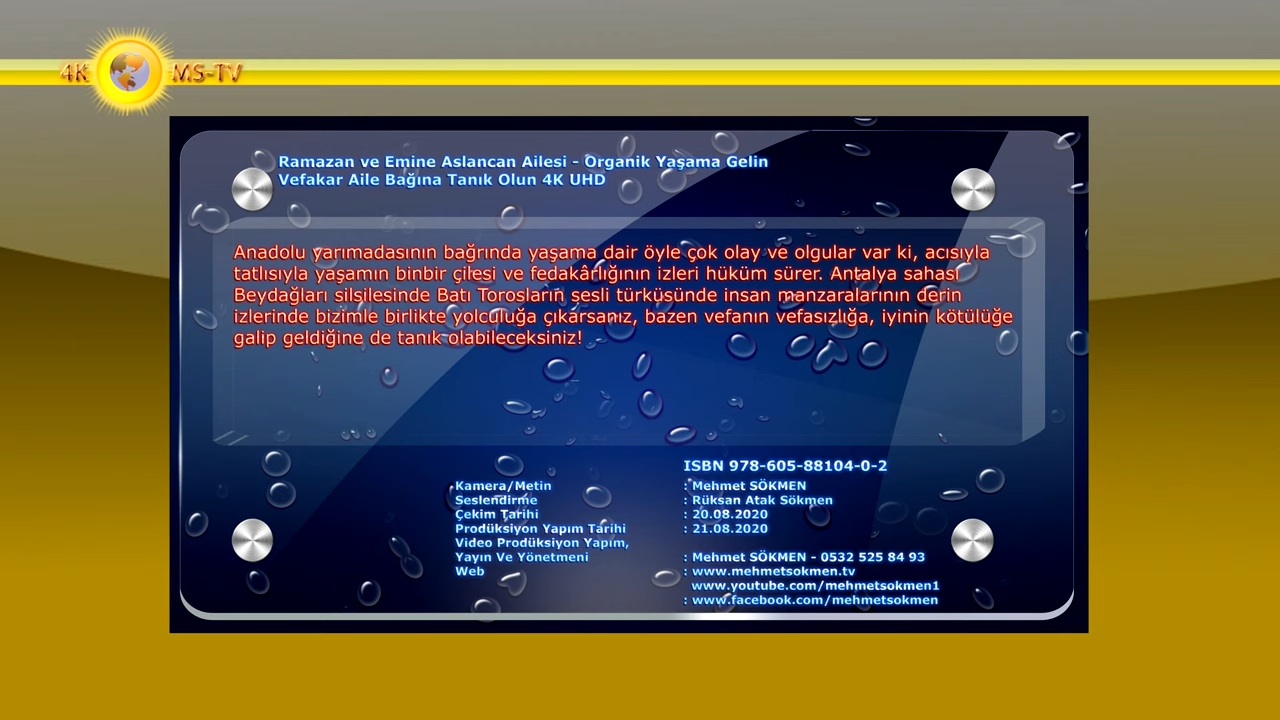 4K MS-TV
Ramazan ve Emine Aslancan Ailesi - Organik Yaşama Gelin
Vefakar Aile Bağına Tanık Olun 4K UHD
Anadolu yarımadasının bağrında yaşama dair öyle çok olay ve olgular var ki, acısıyla
tatlısıyla yaşamın binbir çilesi ve fedakârlığının izleri hüküm sürer. Antalya sahası
Beydağları silsilesinde Batı Torosların sesli türküsünde insan manzaralarının derin
izlerinde bizimle birlikte yolculuğa çıkarsanız, bazen vefanın vefasızlığa, iyinin kötülüğe
galip geldiğine de tanık olabileceksiniz!
ISBN 978-605-88104-0-2
Kamera/Metin : Mehmet SÖKMEN
Seslendirme : Rüksan Atak Sökmen
Çekim Tarihi : 20.08.2020
Prodüksiyon Yapım Tarihi : 21.08.2020
Video Prodüksiyon Yapım,
Yayın Ve Yönetmeni : Mehmet SÖKMEN - 0532 525 84 93
Web : www.mehmetsokmen.tv
www.youtube.com/mehmetsokmen1
: www.facebook.com/mehmetsokmen